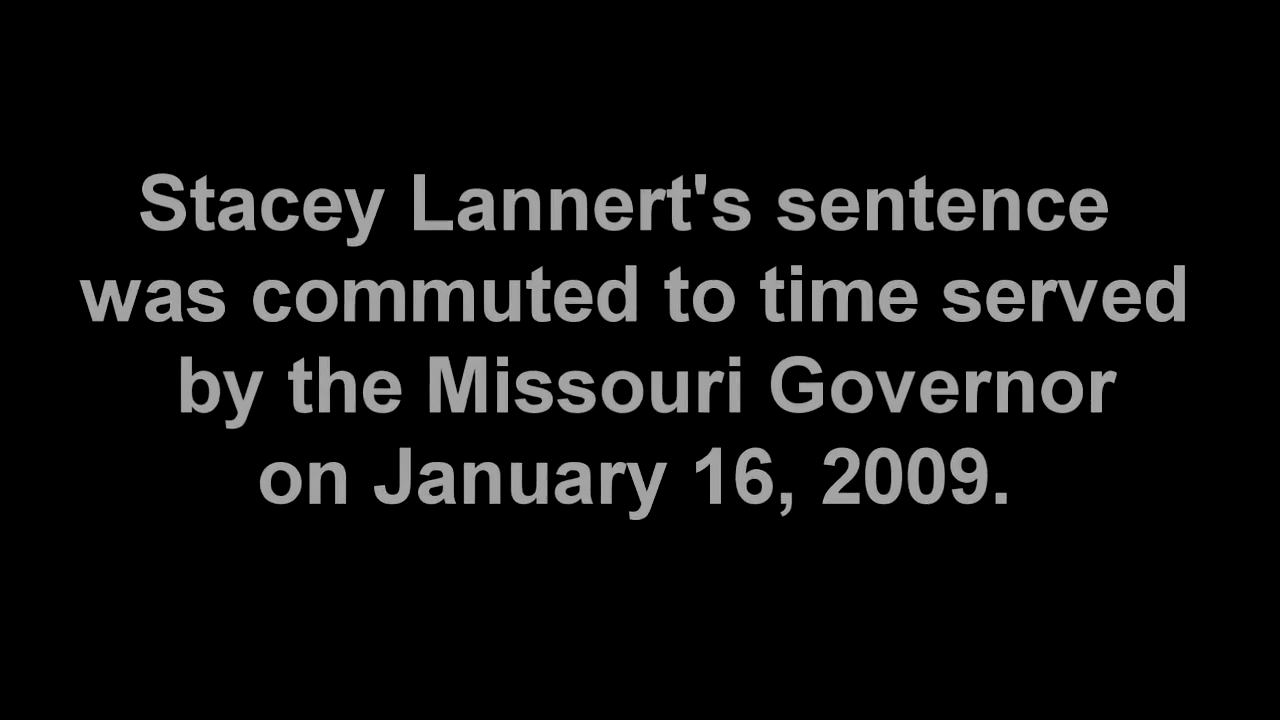 Stacey Lannert's sentence
was commuted to time served
by the Missouri Governor
on January 16, 2009.